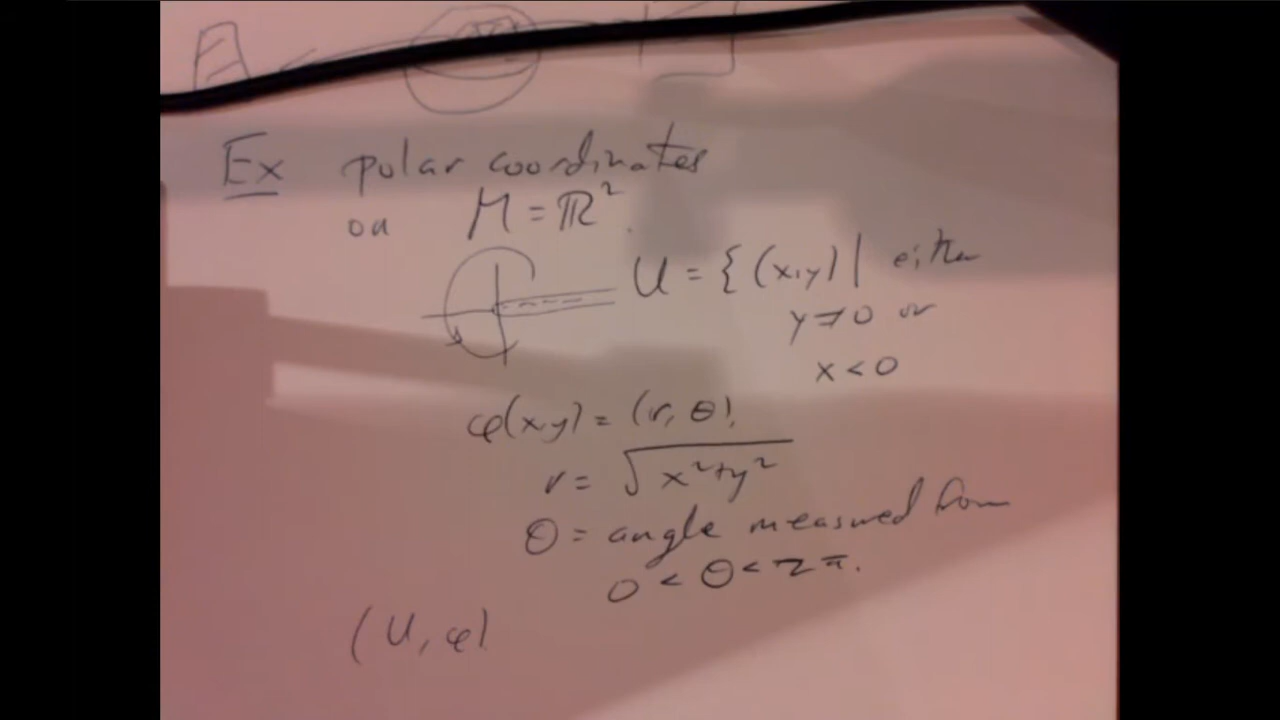 Ex polar coordinates
on M = ℝ²
U = { (x,y) | either
y ≠ 0 or
x < 0
φ(x,y) = (r, θ),
r = √(x²+y²)
θ = angle measured from
0 < θ < 2π.
(U, φ)